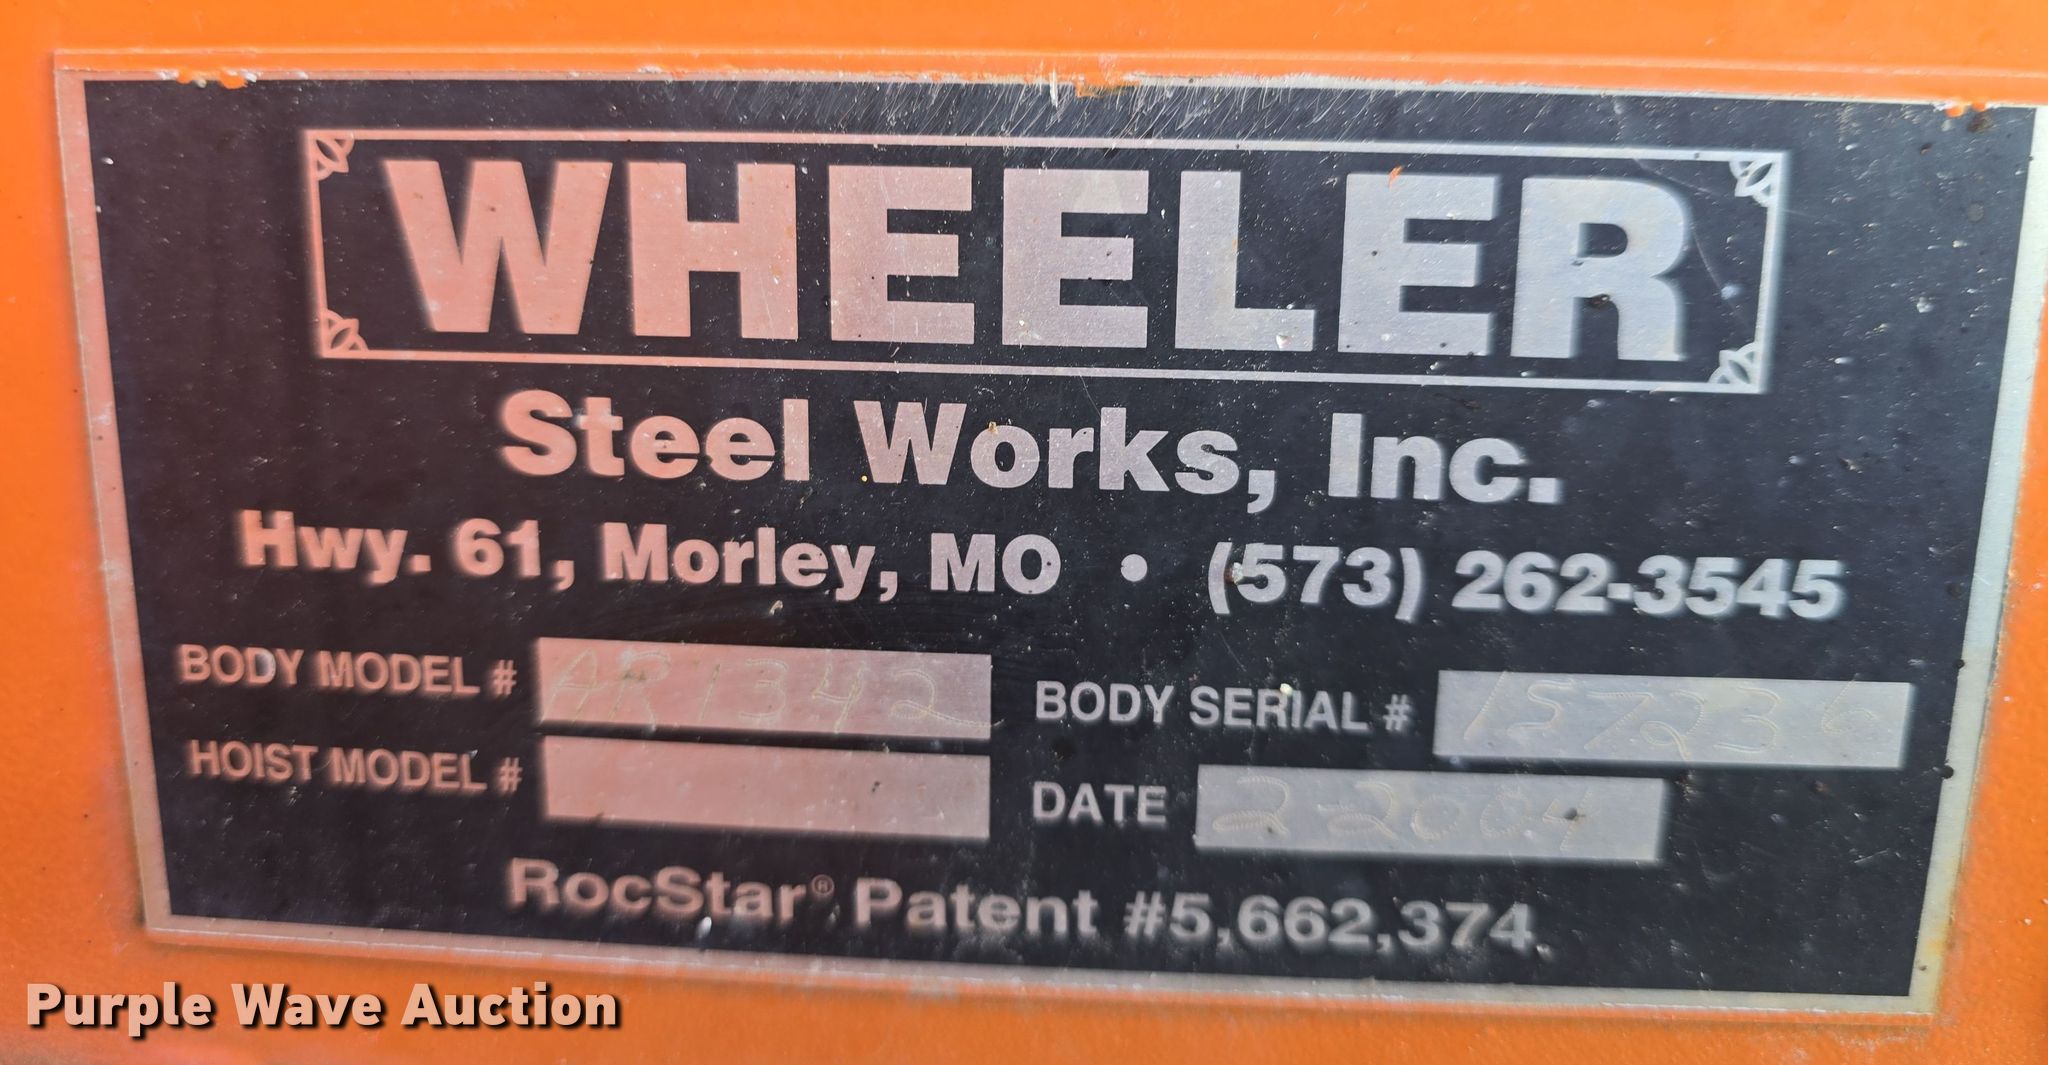 WHEELER
Steel Works, Inc.
Hwy. 61, Morley, MO • (573) 262-3545
BODY MODEL # AR1342 BODY SERIAL # 157236
HOIST MODEL # DATE 2-2004
RocStar® Patent #5,662,374
Purple Wave Auction